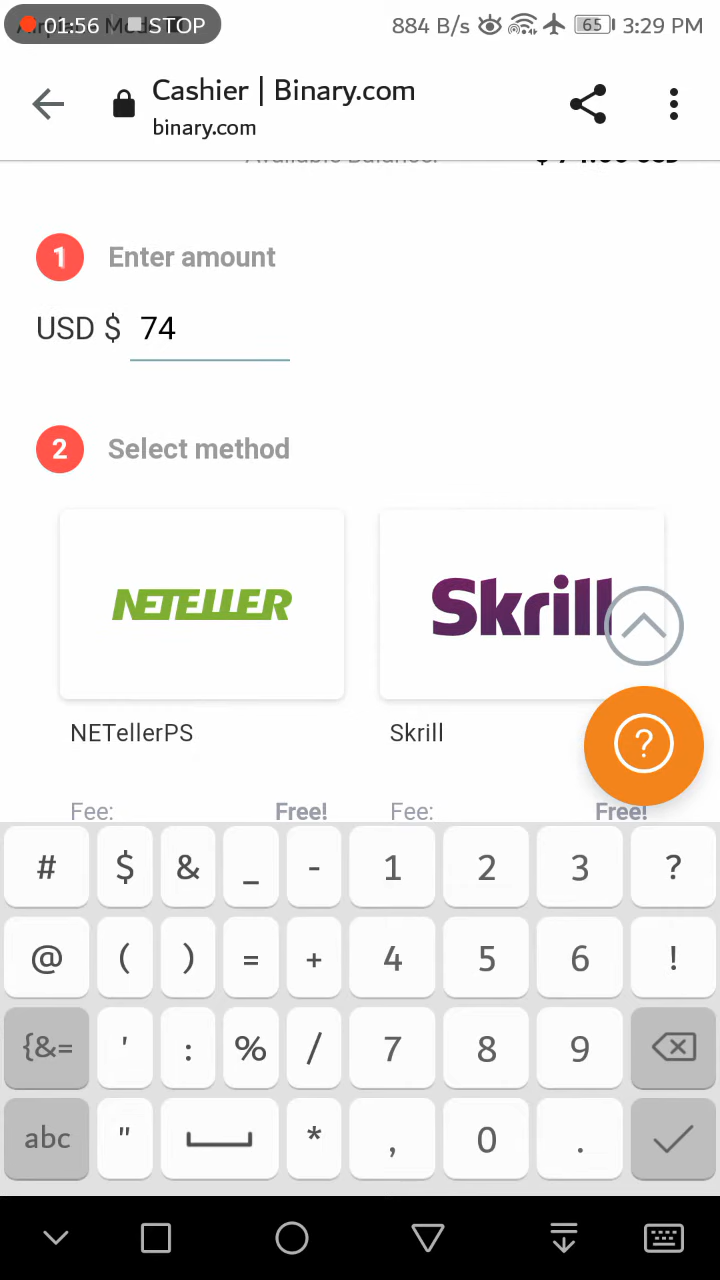 01:56 STOP 884 B/s 65 3:29 PM
Cashier | Binary.com
binary.com
1 Enter amount
USD $ 74
2 Select method
NETELLER Skrill
?
NETellerPS Skrill
Fee: Free! Fee: Free!
# $ & _ - 1 2 3 ?
@ ( ) = + 4 5 6 !
{&= ' : % / 7 8 9
abc " * , 0 .